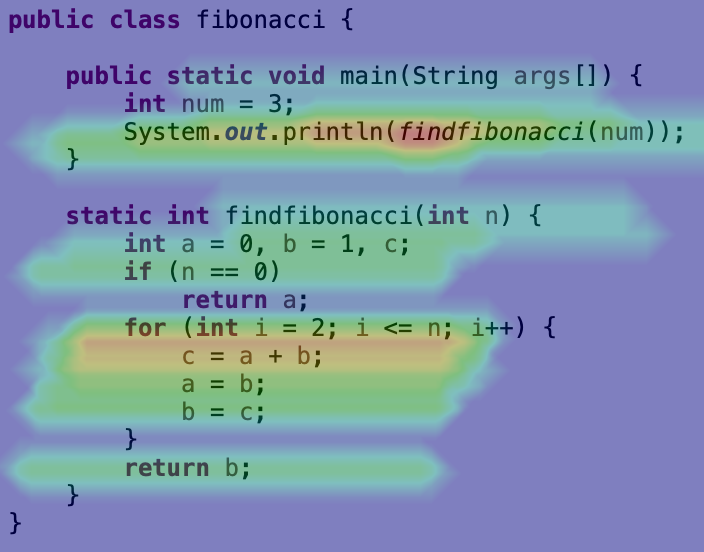 public class fibonacci {
public static void main(String args[]) {
int num = 3;
System.out.println(findfibonacci(num));
}
static int findfibonacci(int n) {
int a = 0, b = 1, c;
if (n == 0)
return a;
for (int i = 2; i <= n; i++) {
c = a + b;
a = b;
b = c;
}
return b;
}
}